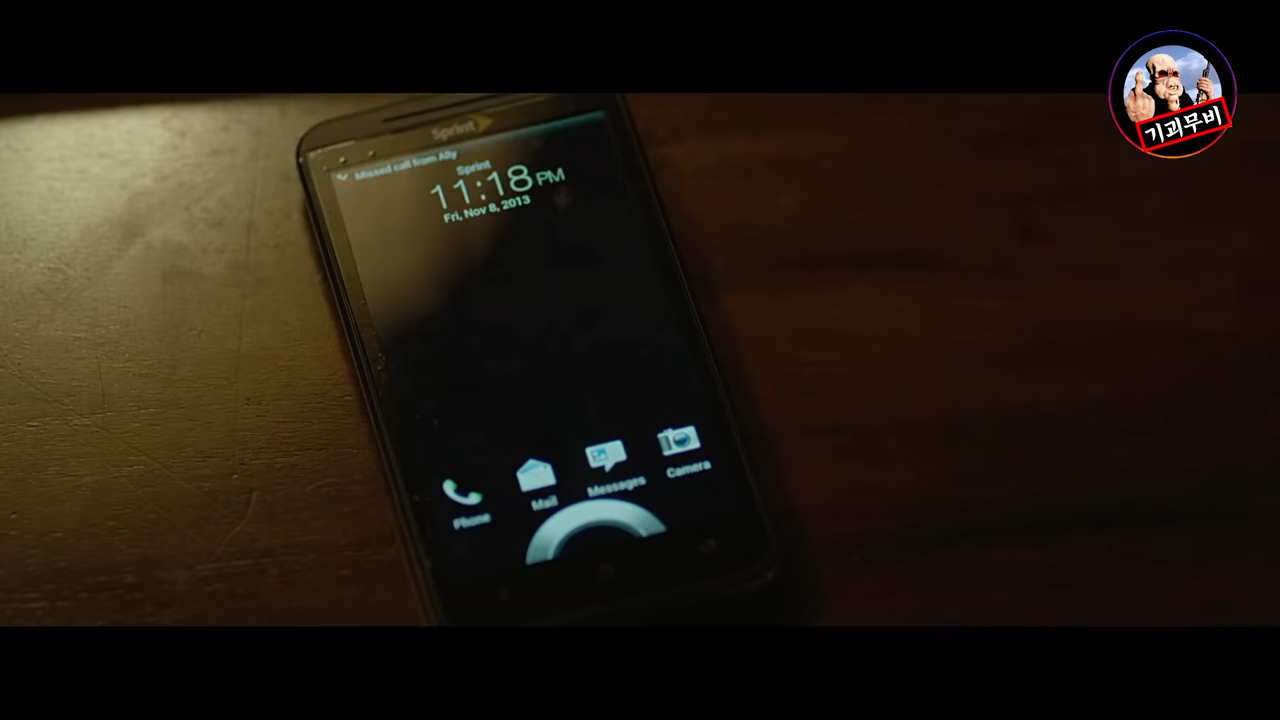 Sprint
Missed call from Ally
Sprint
11:18 PM
Fri, Nov 8, 2013
Phone
Mail
Messages
Camera
기괴무비